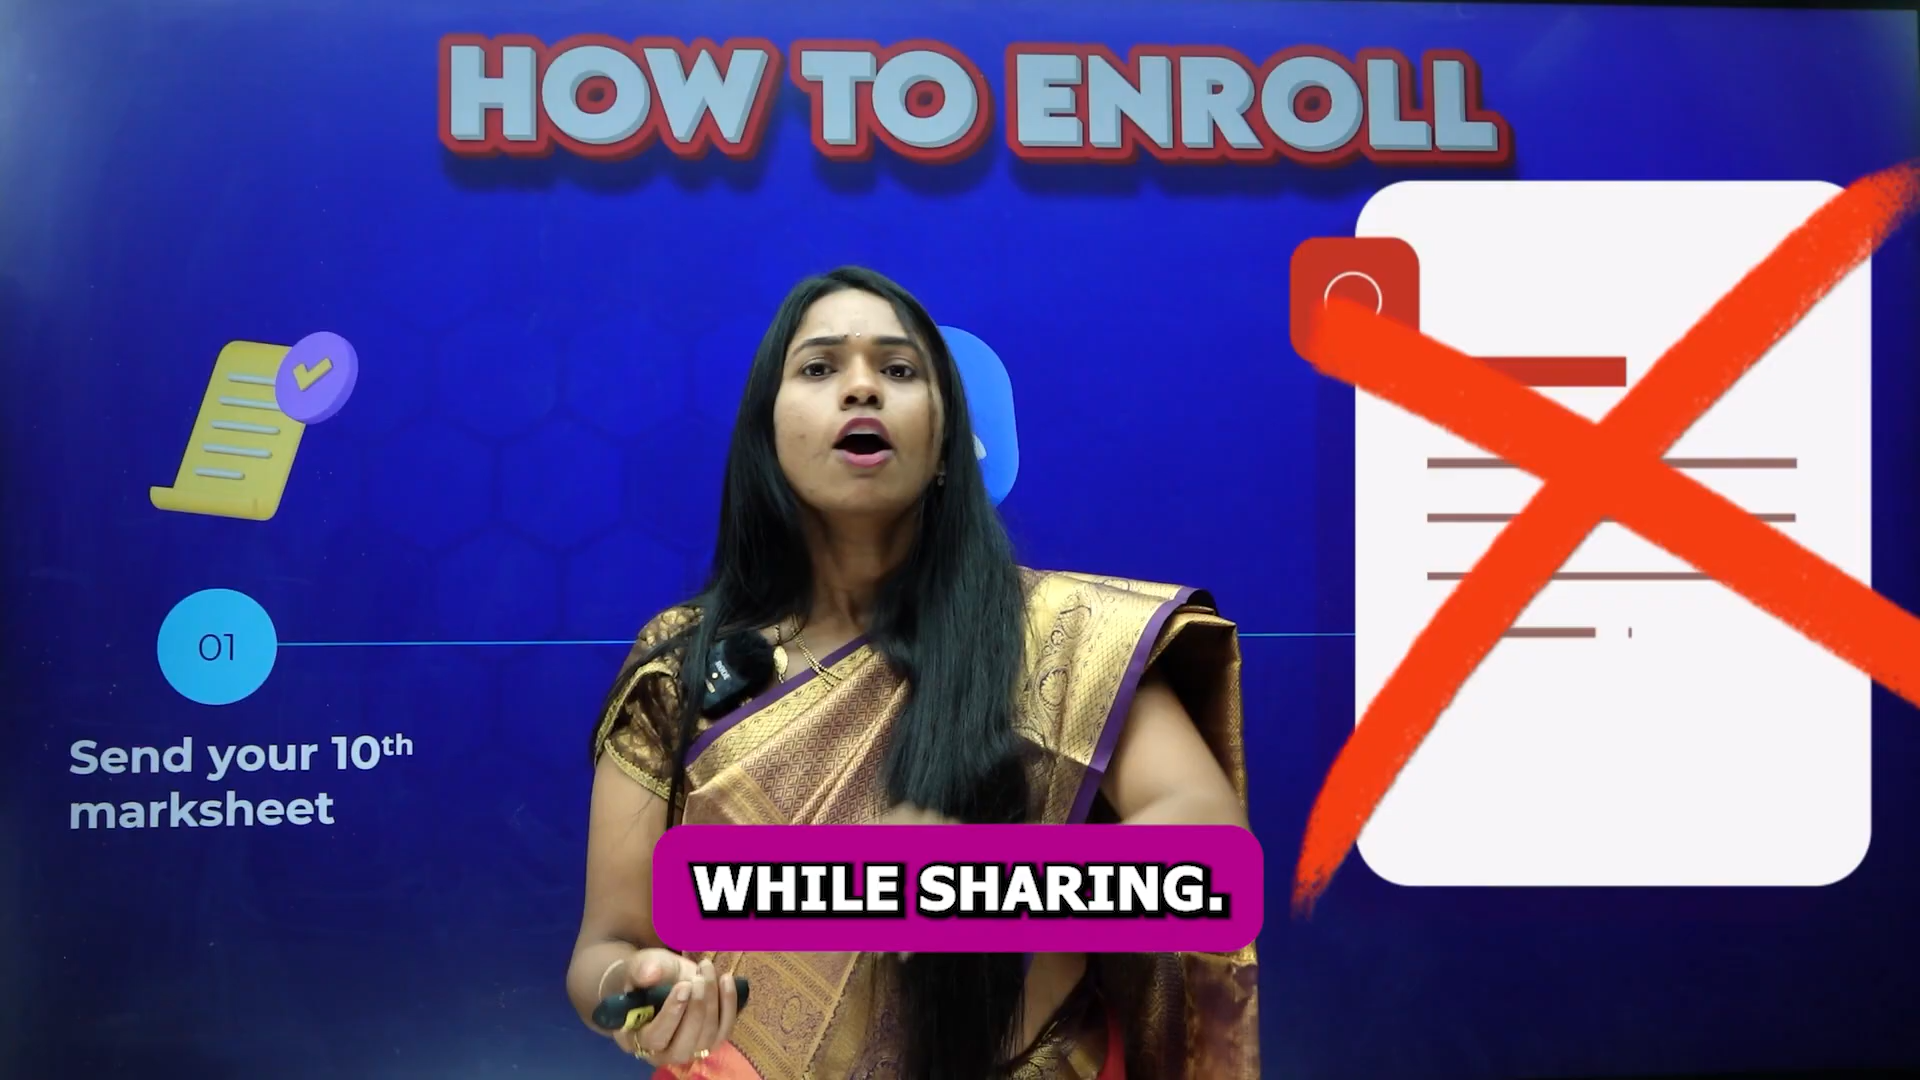 HOW TO ENROLL
01
Send your 10th
marksheet
WHILE SHARING.